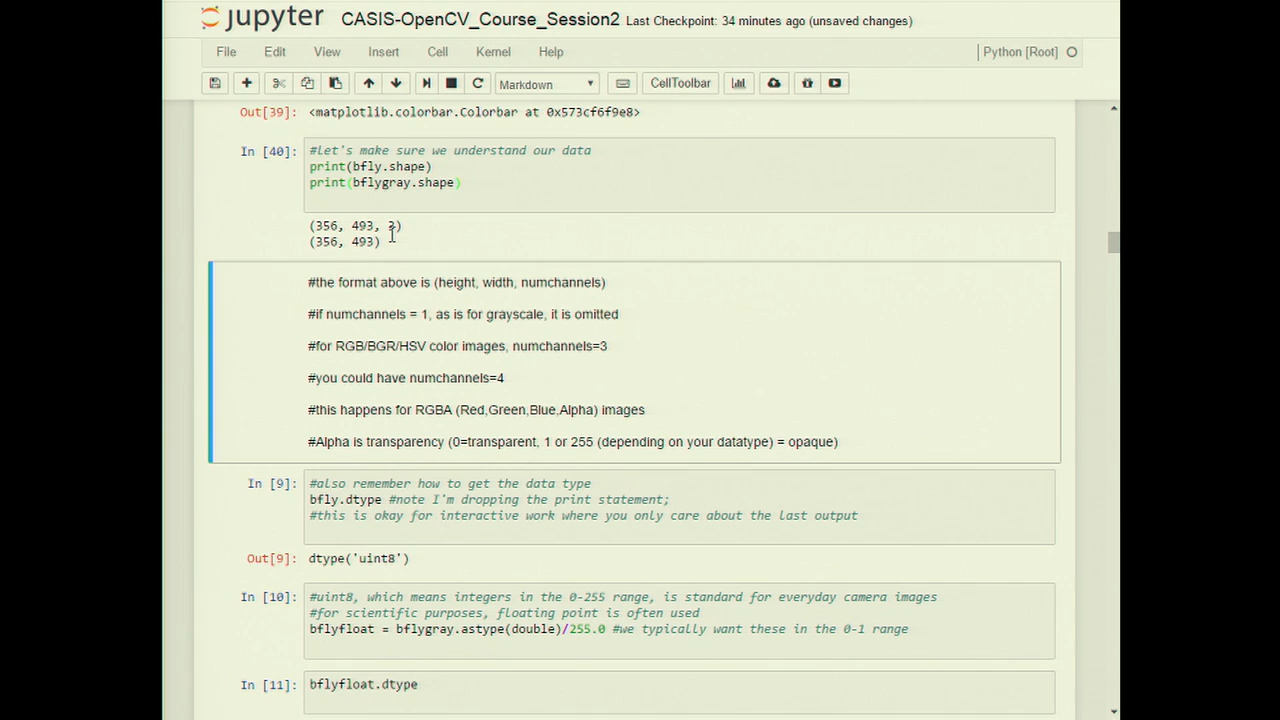 jupyter CASIS-OpenCV_Course_Session2 Last Checkpoint: 34 minutes ago (unsaved changes)
File Edit View Insert Cell Kernel Help Python [Root]
Markdown CellToolbar
Out[39]: <matplotlib.colorbar.Colorbar at 0x573cf6f9e8>
In [40]: #let's make sure we understand our data
print(bfly.shape)
print(bflygray.shape)
(356, 493, 3)
(356, 493)
#the format above is (height, width, numchannels)
#if numchannels = 1, as is for grayscale, it is omitted
#for RGB/BGR/HSV color images, numchannels=3
#you could have numchannels=4
#this happens for RGBA (Red,Green,Blue,Alpha) images
#Alpha is transparency (0=transparent, 1 or 255 (depending on your datatype) = opaque)
In [9]: #also remember how to get the data type
bfly.dtype #note I'm dropping the print statement;
#this is okay for interactive work where you only care about the last output
Out[9]: dtype('uint8')
In [10]: #uint8, which means integers in the 0-255 range, is standard for everyday camera images
#for scientific purposes, floating point is often used
bflyfloat = bflygray.astype(double)/255.0 #we typically want these in the 0-1 range
In [11]: bflyfloat.dtype